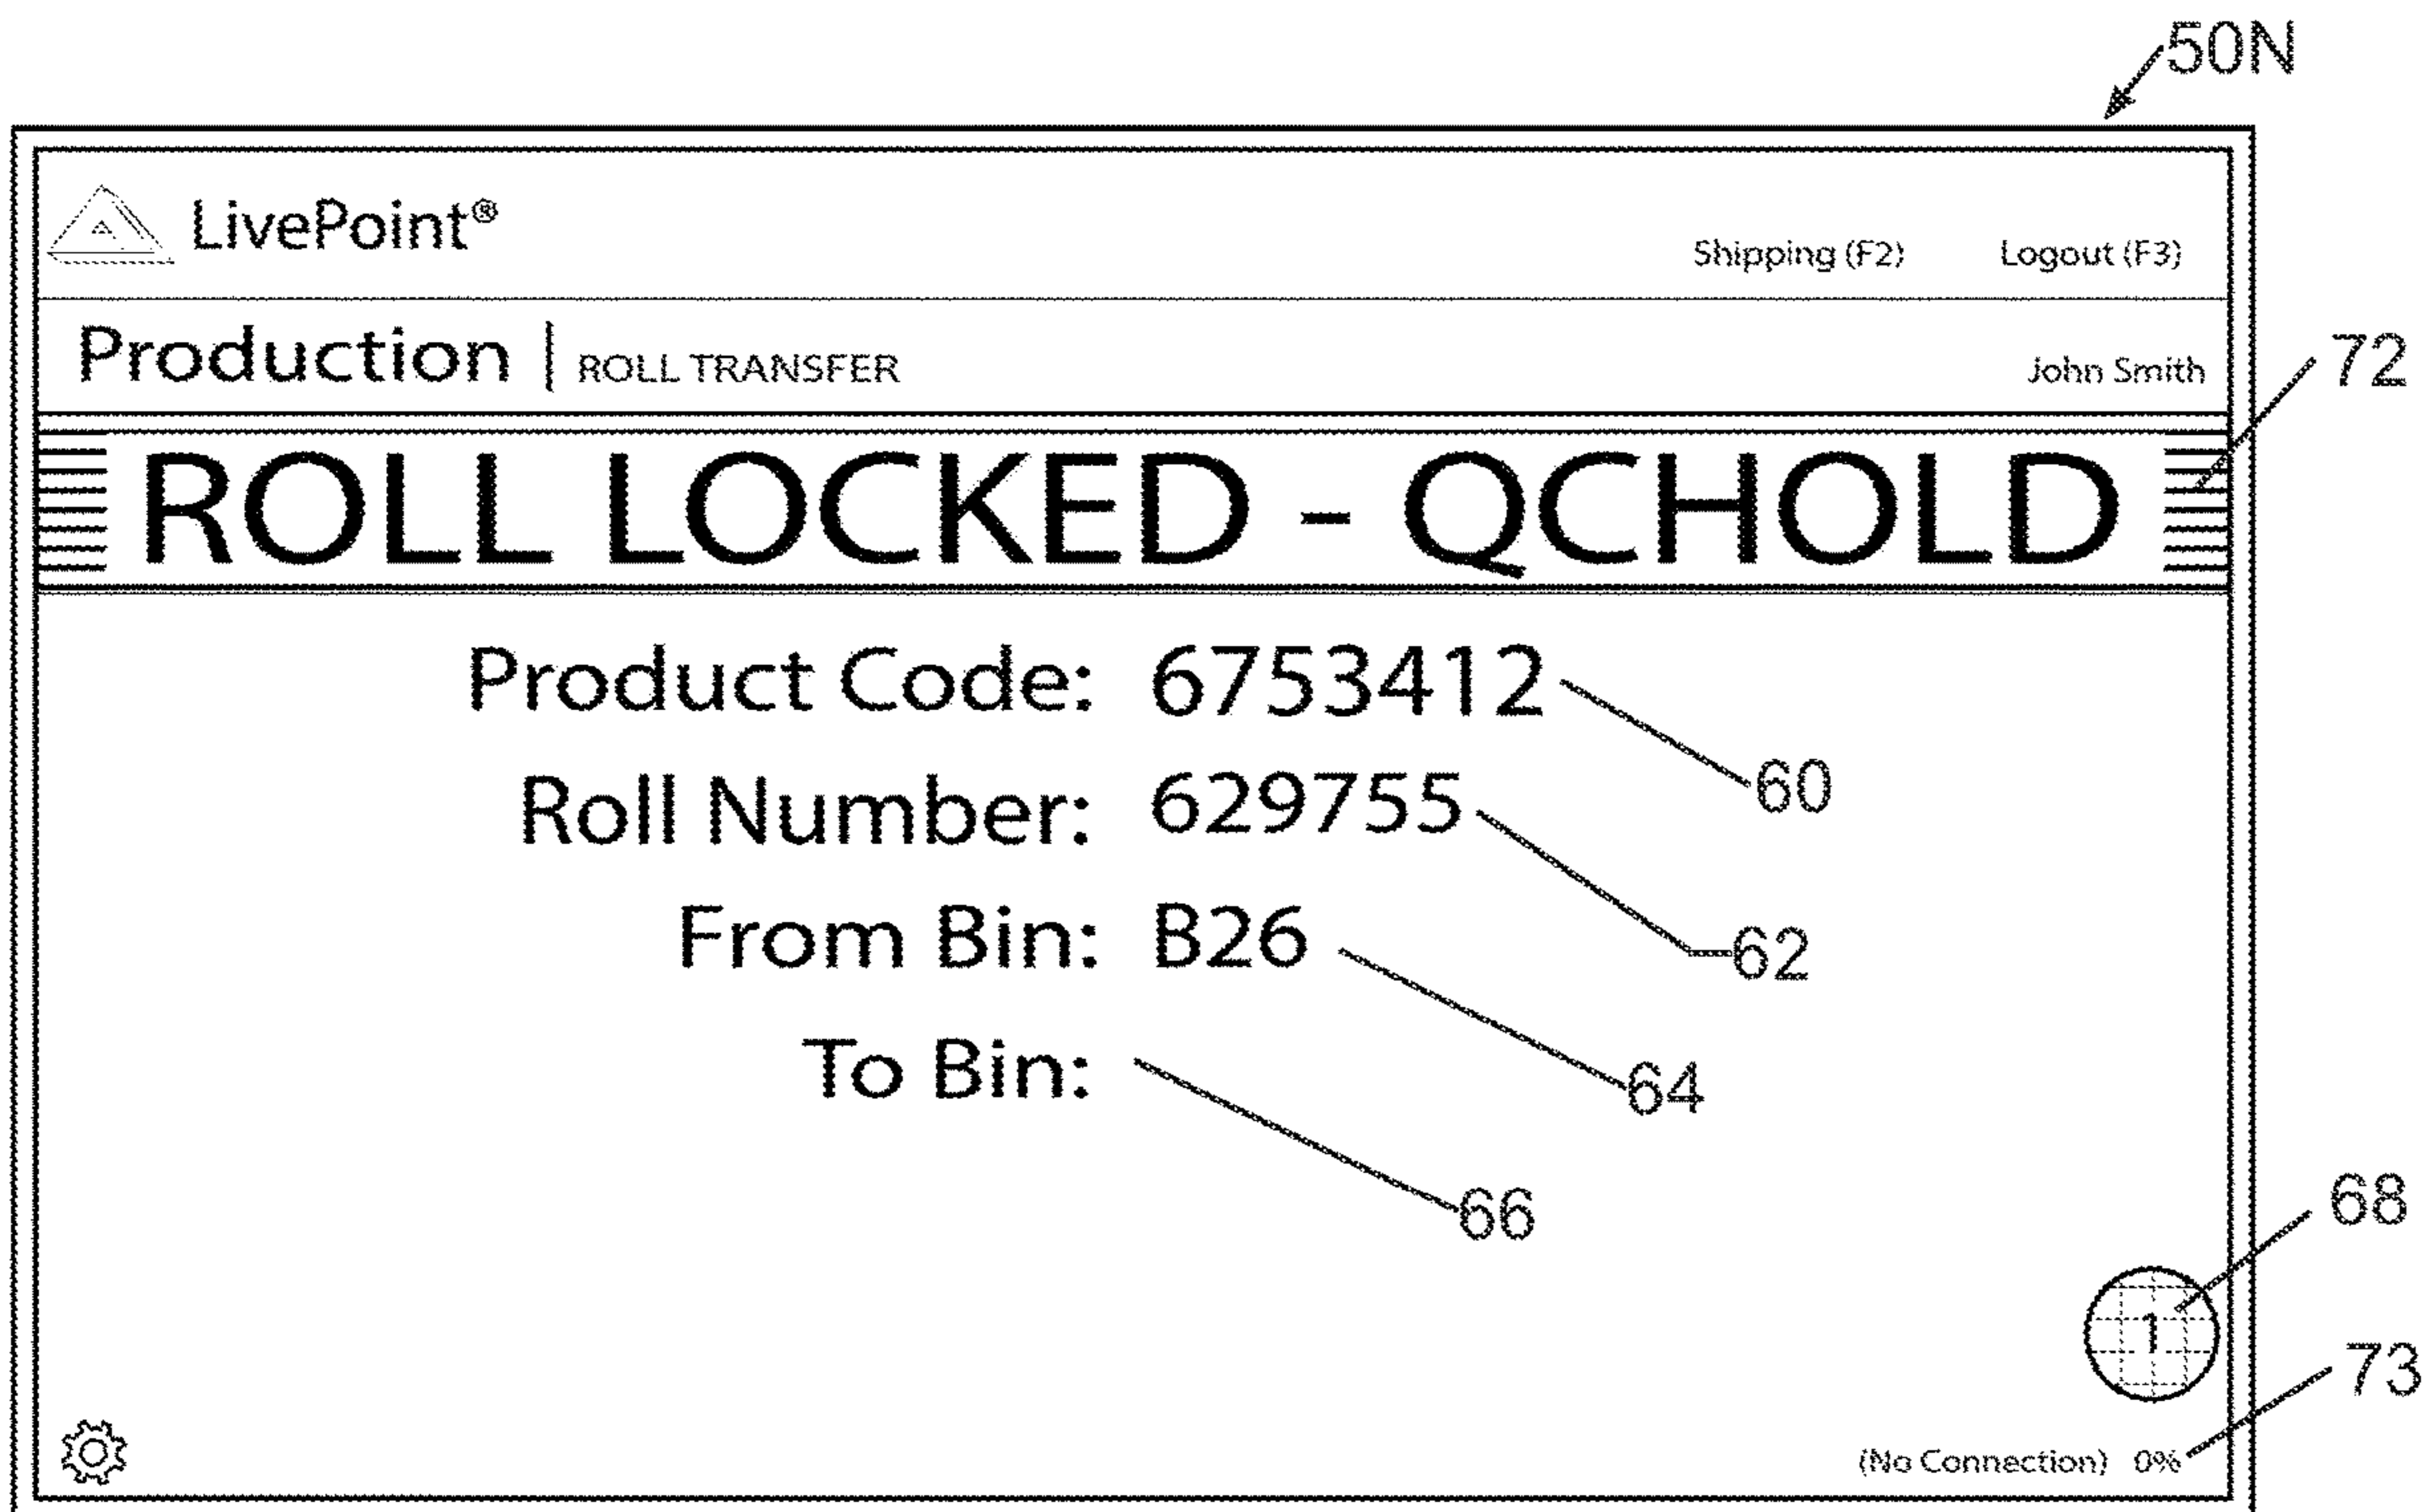 50N
LivePoint®
Shipping (F2) Logout (F3)
Production | ROLL TRANSFER John Smith
72
ROLL LOCKED - QCHOLD
Product Code: 6753412
60
Roll Number: 629755
62
From Bin: B26
64
To Bin:
66
68
1
73
(No Connection) 0%